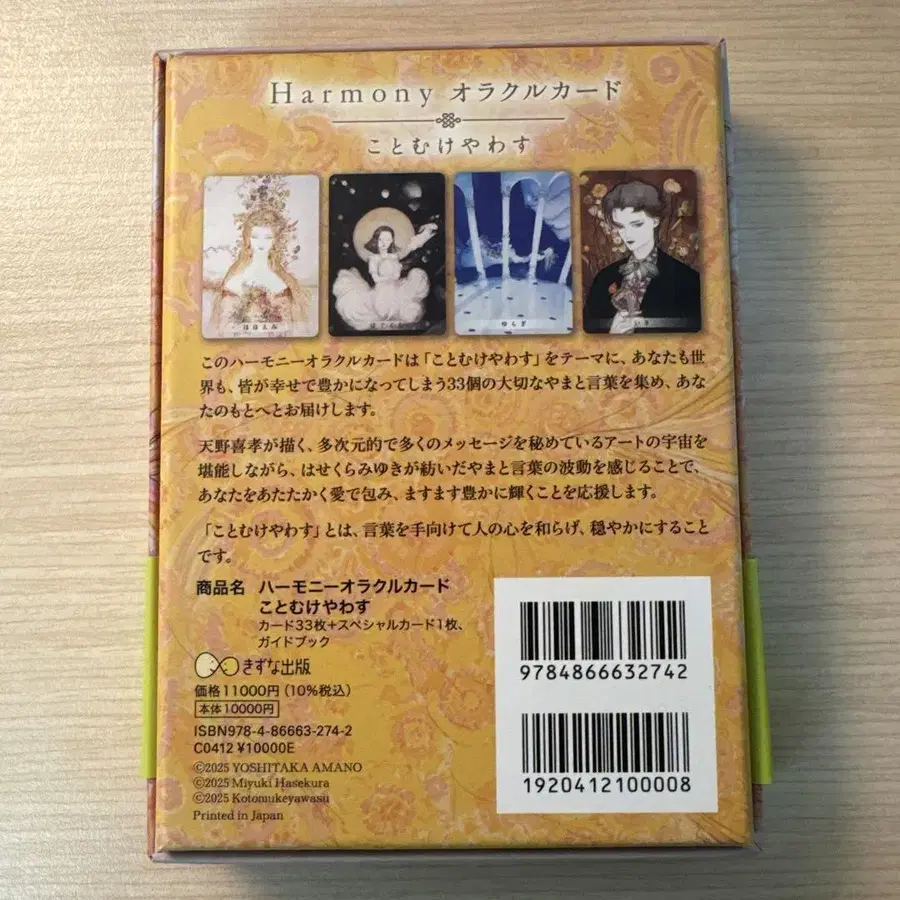 Harmony オラクルカード
ことむけやわす
ほほえみ
ゆらぎ
いき
このハーモニーオラクルカードは「ことむけやわす」をテーマに、あなたも世
界も、皆が幸せで豊かになってしまう33個の大切なやまと言葉を集め、あな
たのもとへとお届けします。
天野喜孝が描く、多次元的で多くのメッセージを秘めているアートの宇宙を
堪能しながら、はせくらみゆきが紡いだやまと言葉の波動を感じることで、
あなたをあたたかく愛で包み、ますます豊かに輝くことを応援します。
「ことむけやわす」とは、言葉を手向けて人の心を和らげ、穏やかにすること
です。
商品名 ハーモニーオラクルカード
ことむけやわす
カード33枚+スペシャルカード1枚、
ガイドブック
きずな出版
価格11000円(10%税込)
本体10000円
ISBN978-4-86663-274-2
C0412 ¥10000E
©2025 YOSHITAKA AMANO
©2025 Miyuki Hasekura
©2025 Kotomukeyawasu
Printed in Japan
9784866632742
1920412100008